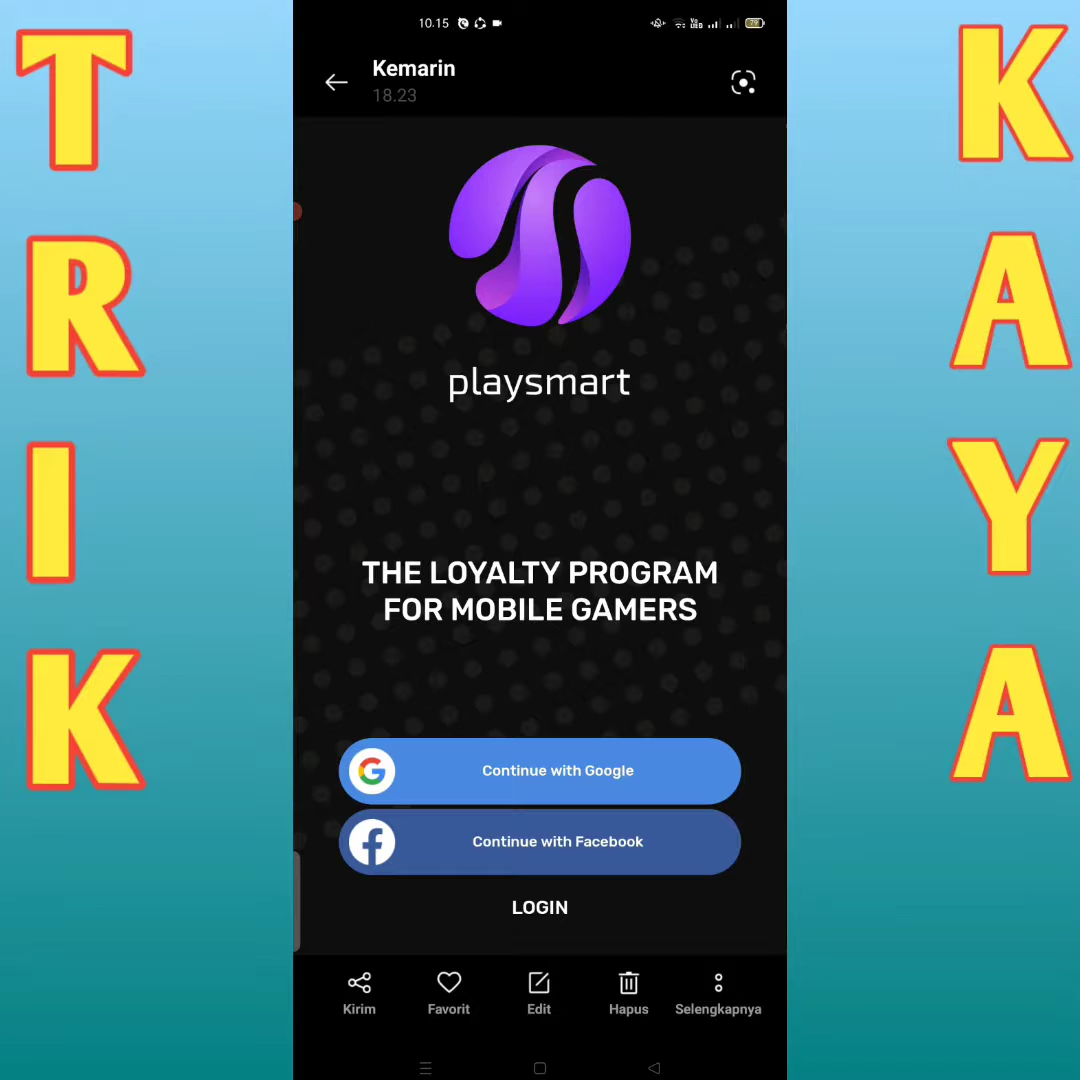 TRIK
KAYA
10.15
Kemarin
18.23
playsmart
THE LOYALTY PROGRAM
FOR MOBILE GAMERS
Continue with Google
Continue with Facebook
LOGIN
Kirim Favorit Edit Hapus Selengkapnya